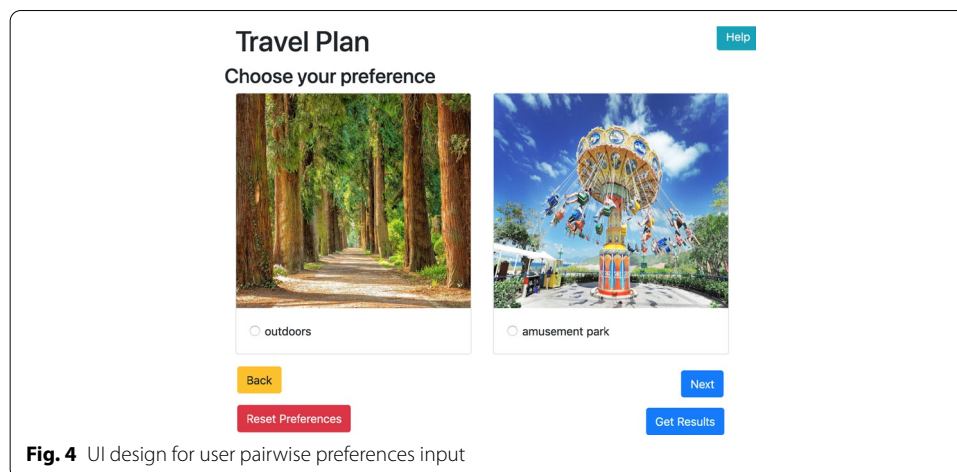 Travel Plan
Help
Choose your preference
outdoors
amusement park
Back
Next
Reset Preferences
Get Results
Fig. 4 UI design for user pairwise preferences input